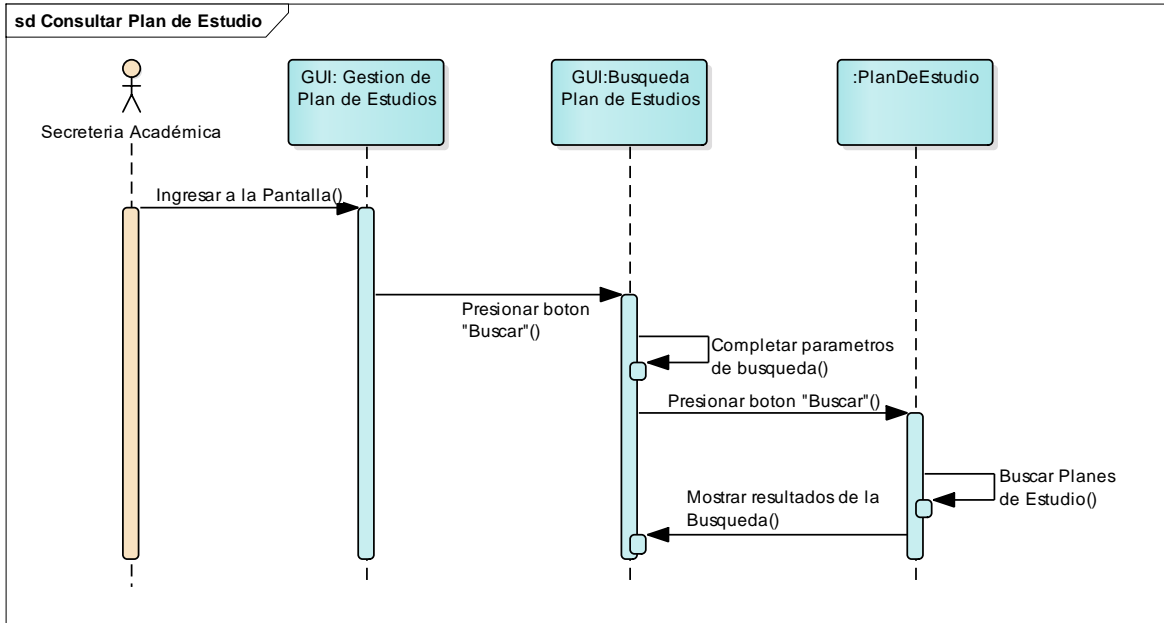 sd Consultar Plan de Estudio
Secreteria Académica
GUI: Gestion de
Plan de Estudios
GUI:Busqueda
Plan de Estudios
:PlanDeEstudio
Ingresar a la Pantalla()
Presionar boton
"Buscar"()
Completar parametros
de busqueda()
Presionar boton "Buscar"()
Buscar Planes
de Estudio()
Mostrar resultados de la
Busqueda()